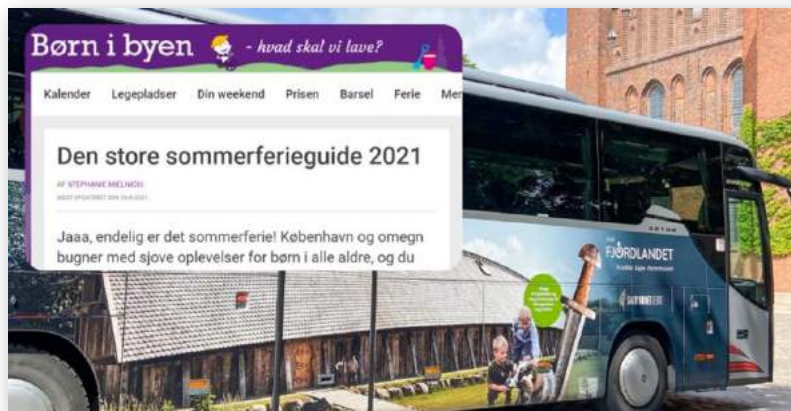 Børn i byen - hvad skal vi lave?
Kalender Legepladser Din weekend Prisen Barsel Ferie Mer
Den store sommerferieguide 2021
AF STEPHANIE MIELNICKI
Jaaa, endelig er det sommerferie! København og omegn
bugner med sjove oplevelser for børn i alle aldre, og du
SETRA
FJORDLANDET